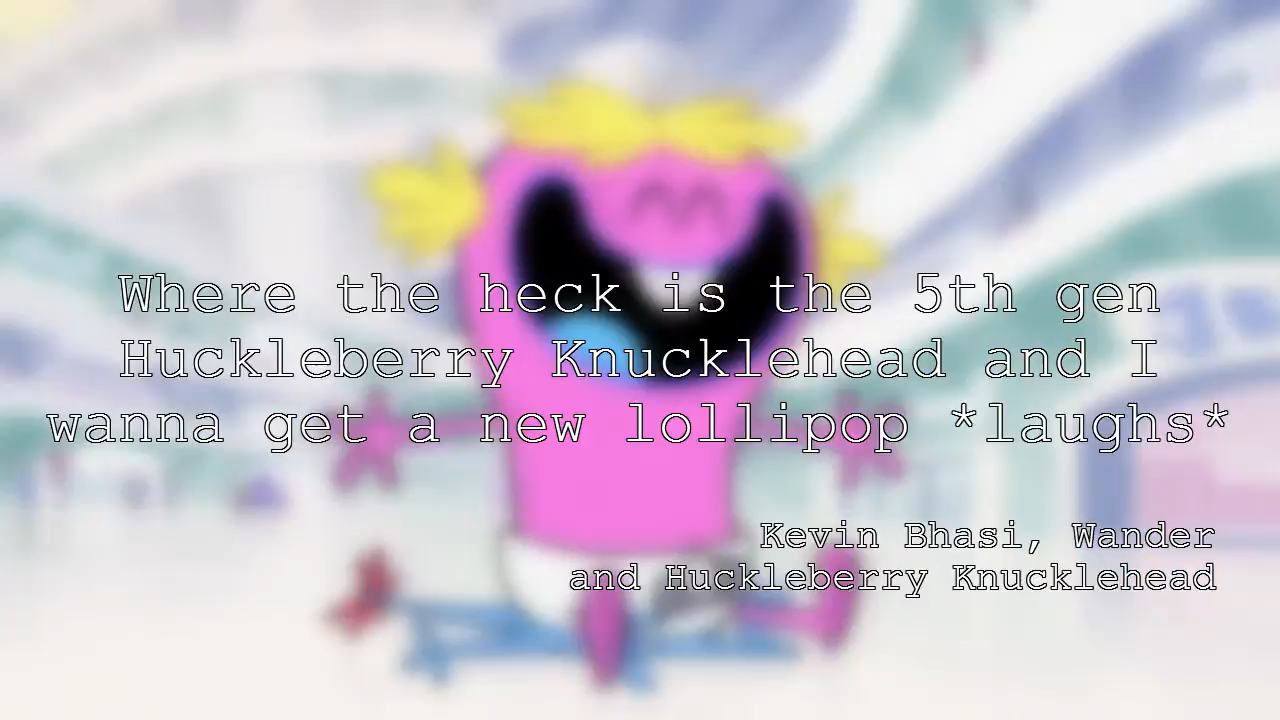 Where the heck is the 5th gen
Huckleberry Knucklehead and I
wanna get a new lollipop *laughs*
Kevin Bhasi, Wander
and Huckleberry Knucklehead